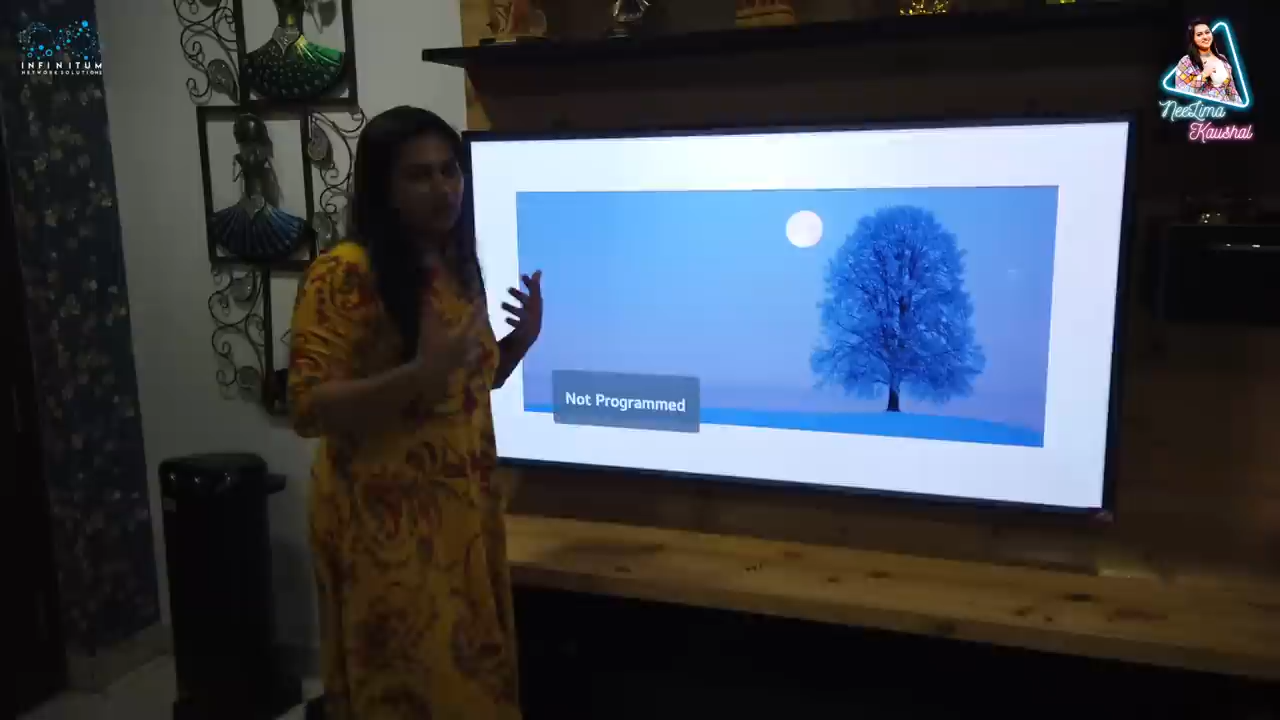 INFINITUM
NETWORK SOLUTIONS
NeeLima
Kaushal
Not Programmed